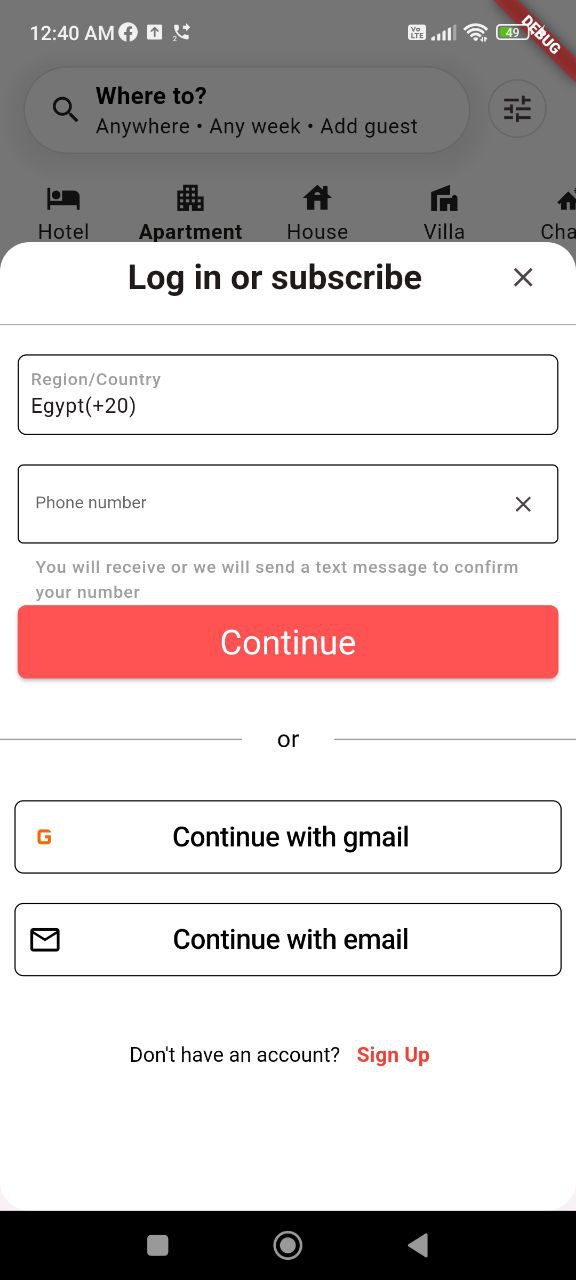 12:40 AM
Vo LTE
49
DEBUG
Where to?
Anywhere • Any week • Add guest
Hotel Apartment House Villa Cha
Log in or subscribe
Region/Country
Egypt(+20)
Phone number
You will receive or we will send a text message to confirm
your number
Continue
or
G Continue with gmail
Continue with email
Don't have an account? Sign Up